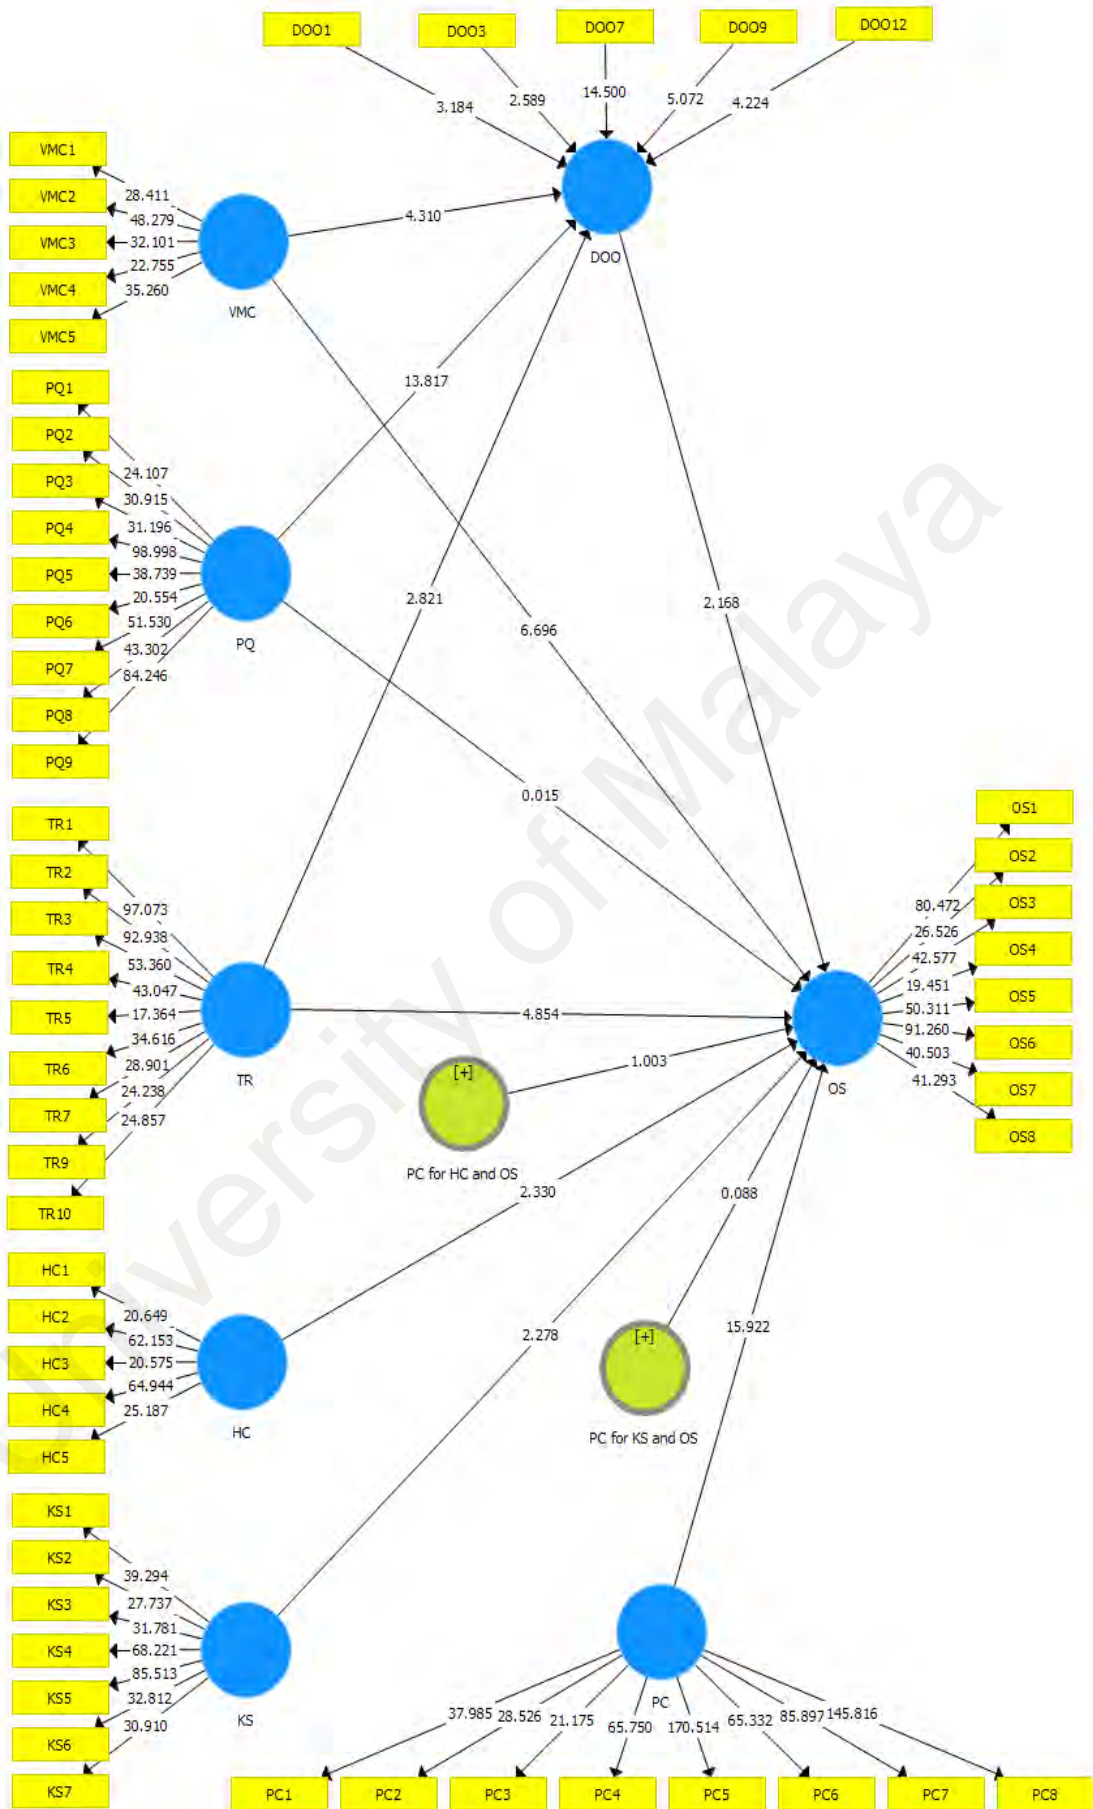 DOO1
DOO3
DOO7
DOO9
DOO12
3.184
2.589
14.500
5.072
4.224
DOO
VMC1
VMC2
VMC3
VMC4
VMC5
28.411
48.279
32.101
22.755
35.260
VMC
4.310
6.696
PQ1
PQ2
PQ3
PQ4
PQ5
PQ6
PQ7
PQ8
PQ9
24.107
30.915
31.196
98.998
38.739
20.554
51.530
43.302
84.246
PQ
13.817
0.015
2.821
2.168
TR1
TR2
TR3
TR4
TR5
TR6
TR7
TR9
TR10
97.073
92.938
53.360
43.047
17.364
34.616
28.901
24.238
24.857
TR
4.854
[+]
PC for HC and OS
1.003
OS1
OS2
OS3
OS4
OS5
OS6
OS7
OS8
80.472
26.526
42.577
19.451
50.311
91.260
40.503
41.293
OS
HC1
HC2
HC3
HC4
HC5
20.649
62.153
20.575
64.944
25.187
HC
2.330
0.088
[+]
PC for KS and OS
2.278
15.922
KS1
KS2
KS3
KS4
KS5
KS6
KS7
39.294
27.737
31.781
68.221
85.513
32.812
30.910
KS
PC
37.985
28.526
21.175
65.750
170.514
65.332
85.897
145.816
PC1
PC2
PC3
PC4
PC5
PC6
PC7
PC8
University of Malaya